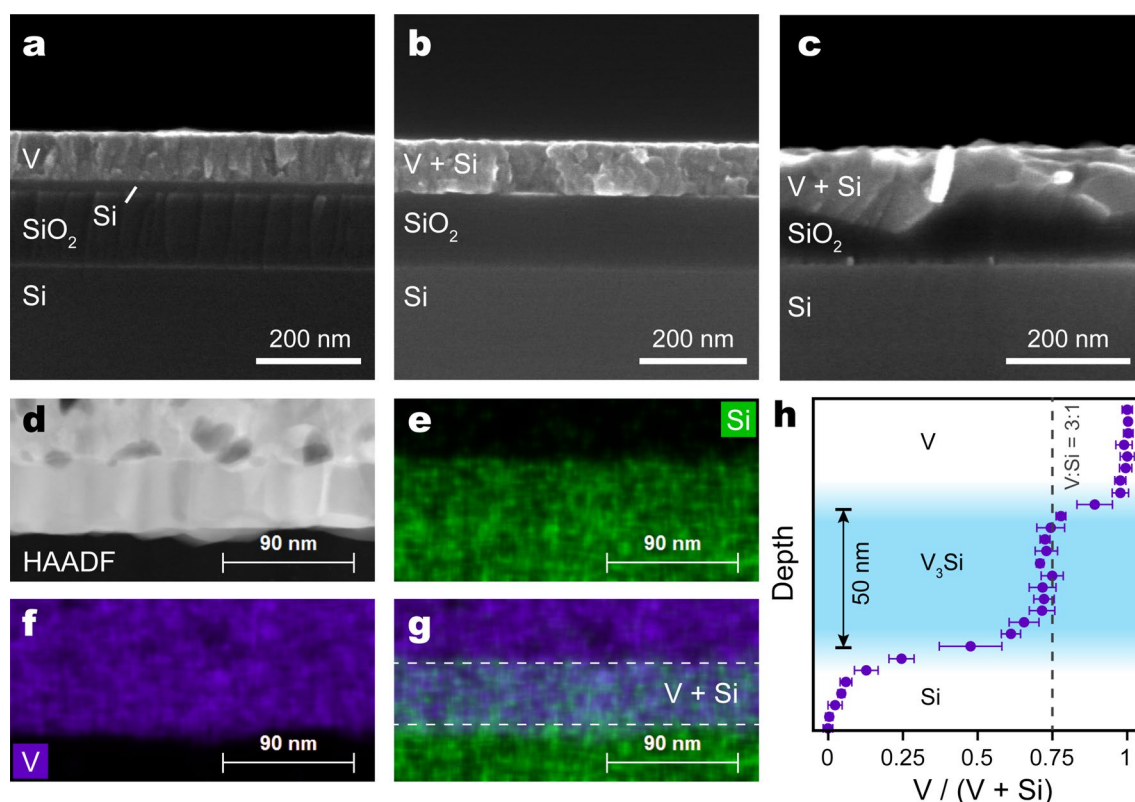 a
V
Si
SiO₂
Si
200 nm
b
V + Si
SiO₂
Si
200 nm
c
V + Si
SiO₂
Si
200 nm
d
HAADF
90 nm
e
Si
90 nm
f
V
90 nm
g
V + Si
90 nm
h
V
V:Si = 3:1
V₃Si
50 nm
Si
Depth
0
0.25
0.5
0.75
1
V / (V + Si)